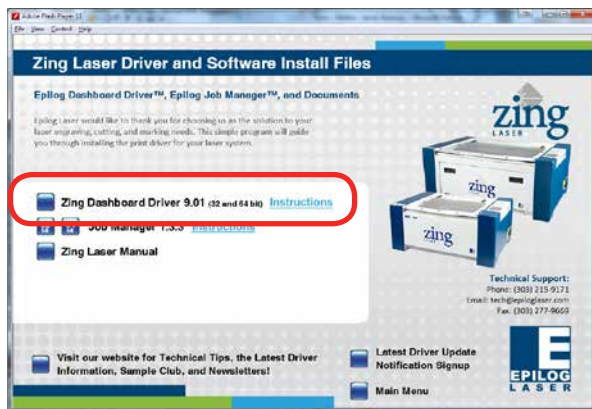 Adobe Flash Player 11
File View Control Help
Zing Laser Driver and Software Install Files
Epilog Dashboard Driver™, Epilog Job Manager™, and Documents
Epilog Laser would like to thank you for choosing us as the solution to your
laser engraving, cutting, and marking needs. This simple program will guide
you through installing the print driver for your laser system.
zing
LASER
Zing Dashboard Driver 9.01 (32 and 64 bit) Instructions
32 64 Job Manager 1.3.3 Instructions
Zing Laser Manual
zing
zing
Technical Support:
Phone: (303) 215-9171
Email: tech@epiloglaser.com
Fax: (303) 277-9669
Visit our website for Technical Tips, the Latest Driver
Information, Sample Club, and Newsletters!
Latest Driver Update
Notification Signup
Main Menu
EPILOG
LASER